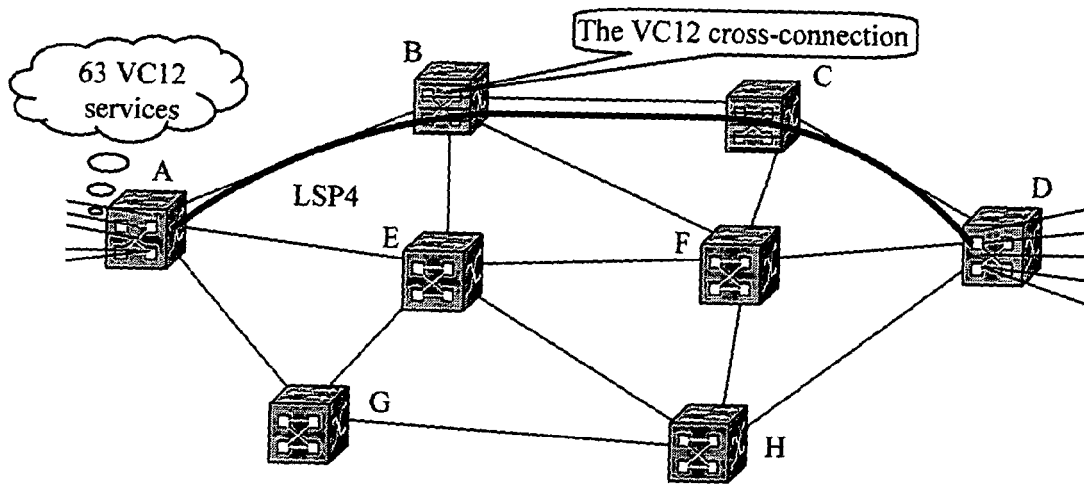 The VC12 cross-connection
B
C
63 VC12
services
A
D
LSP4
E
F
G
H